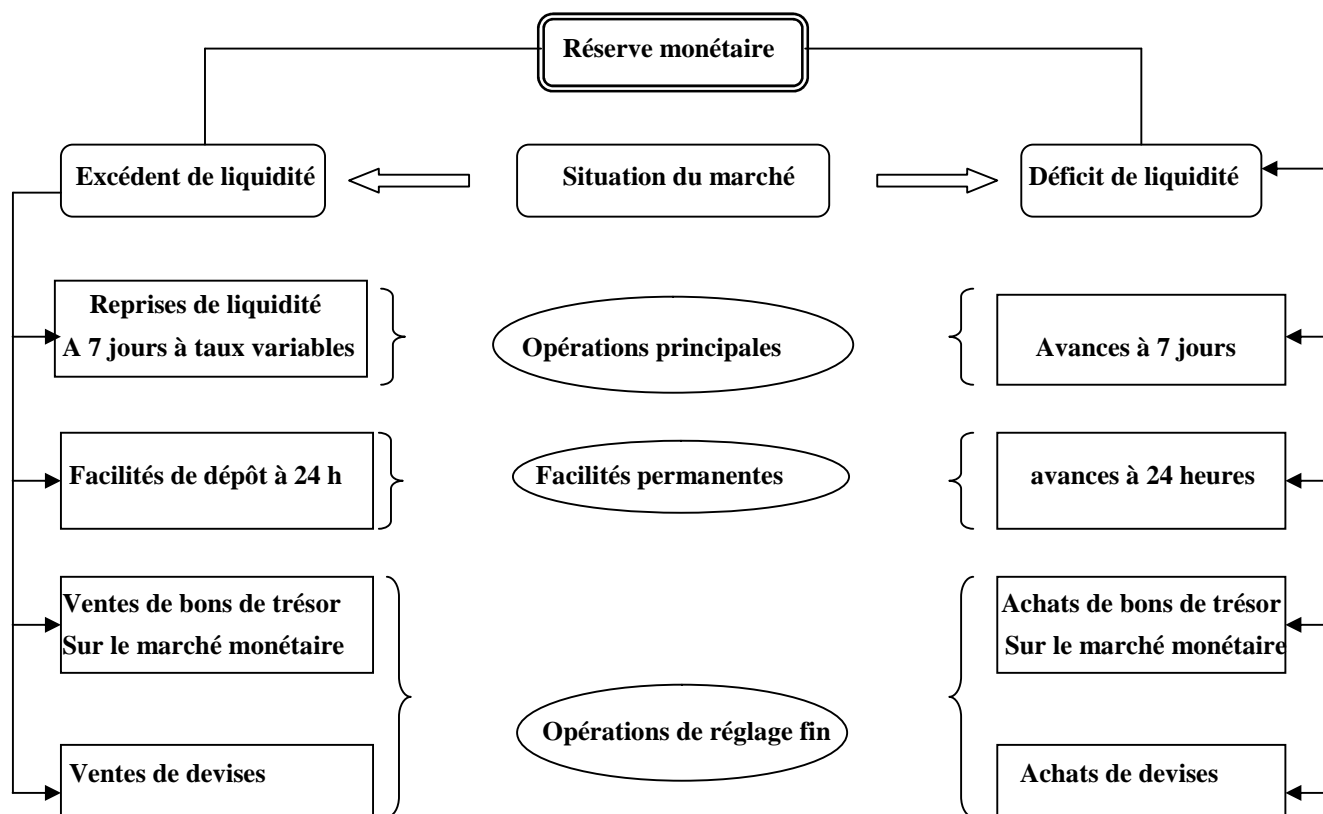 Réserve monétaire
Excédent de liquidité
Situation du marché
Déficit de liquidité
Reprises de liquidité
A 7 jours à taux variables
Opérations principales
Avances à 7 jours
Facilités de dépôt à 24 h
Facilités permanentes
avances à 24 heures
Ventes de bons de trésor
Sur le marché monétaire
Achats de bons de trésor
Sur le marché monétaire
Opérations de réglage fin
Ventes de devises
Achats de devises